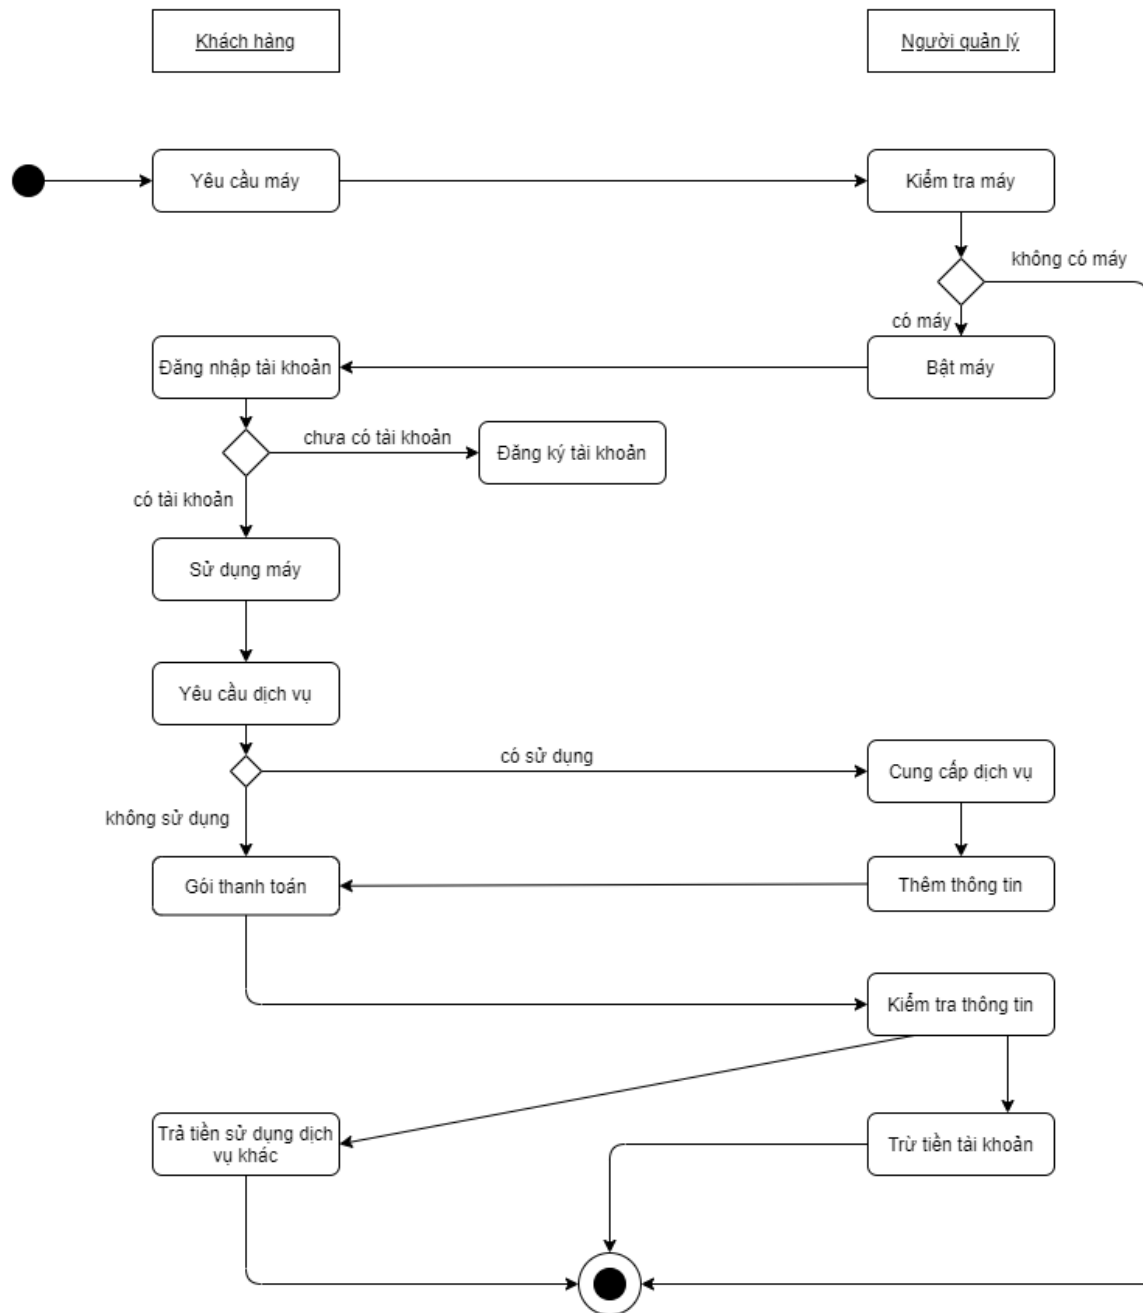 Khách hàng
Người quản lý
Yêu cầu máy
Kiểm tra máy
không có máy
có máy
Đăng nhập tài khoản
Bật máy
chưa có tài khoản
Đăng ký tài khoản
có tài khoản
Sử dụng máy
Yêu cầu dịch vụ
có sử dụng
Cung cấp dịch vụ
không sử dụng
Gói thanh toán
Thêm thông tin
Kiểm tra thông tin
Trả tiền sử dụng dịch
vụ khác
Trừ tiền tài khoản